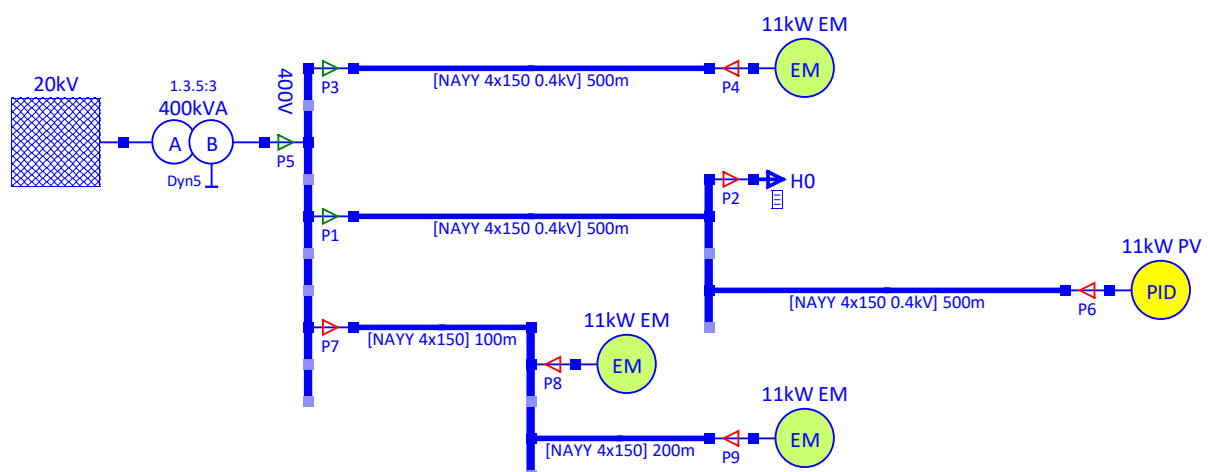 11kW EM
EM
[NAYY 4x150 0.4kV] 500m
P3
P4
400V
20kV
1.3.5:3
400kVA
A
B
Dyn5
P5
P2
H0
P1
[NAYY 4x150 0.4kV] 500m
11kW PV
PID
[NAYY 4x150 0.4kV] 500m
P6
P7
[NAYY 4x150] 100m
11kW EM
EM
P8
11kW EM
EM
[NAYY 4x150] 200m
P9